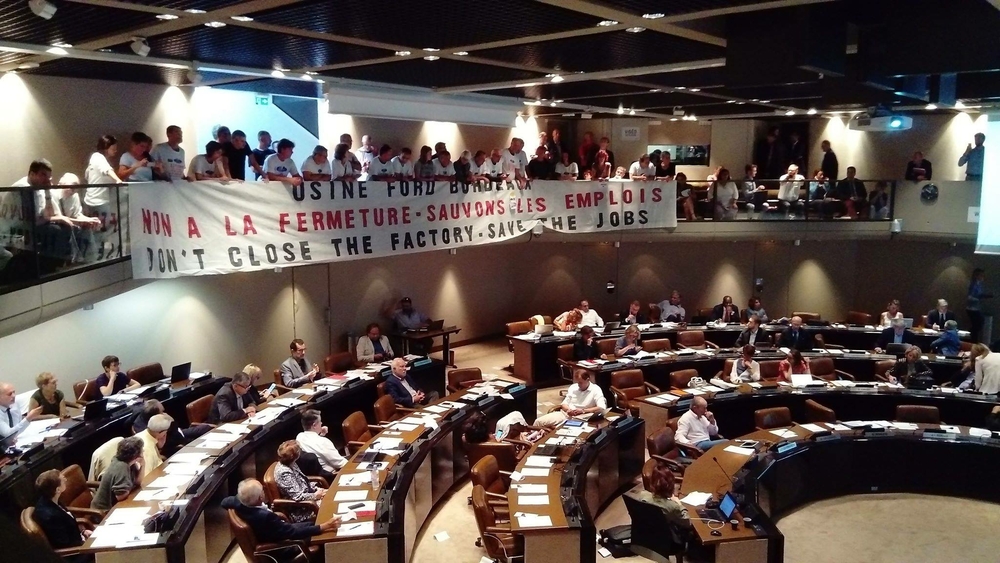 USINE FORD BORDEAUX
NON A LA FERMETURE-SAUVONS LES EMPLOIS
DON'T CLOSE THE FACTORY-SAVE THE JOBS